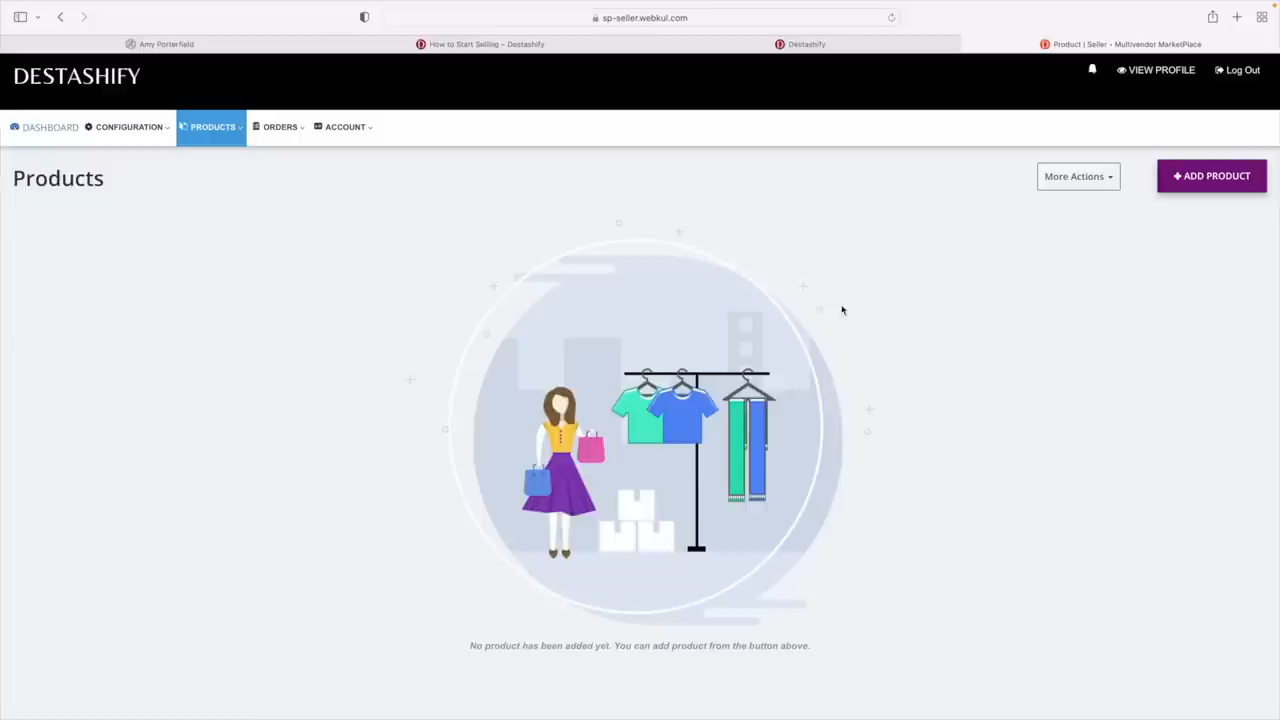 sp-seller.webkul.com
Amy Porterfield
How to Start Selling – Destashify
Destashify
Product | Seller - Multivendor MarketPlace
DESTASHIFY
VIEW PROFILE
Log Out
DASHBOARD
CONFIGURATION
PRODUCTS
ORDERS
ACCOUNT
Products
More Actions
+ ADD PRODUCT
No product has been added yet. You can add product from the button above.